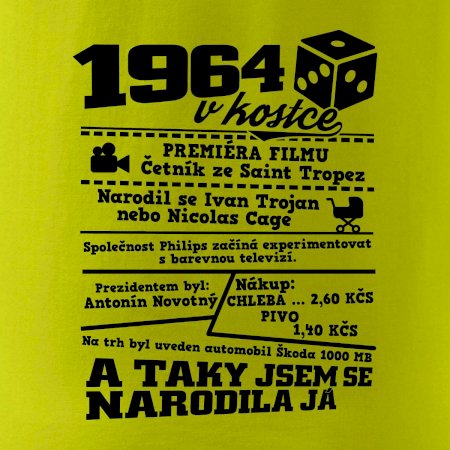 1964
v kostce
PREMIÉRA FILMU
Četník ze Saint Tropez
Narodil se Ivan Trojan
nebo Nicolas Cage
Společnost Philips začíná experimentovat
s barevnou televizí.
Prezidentem byl:
Antonín Novotný
Nákup:
CHLEBA ... 2,60 KČS
PIVO
1,40 KČS
Na trh byl uveden automobil Škoda 1000 MB
A TAKY JSEM SE
NARODILA JÁ